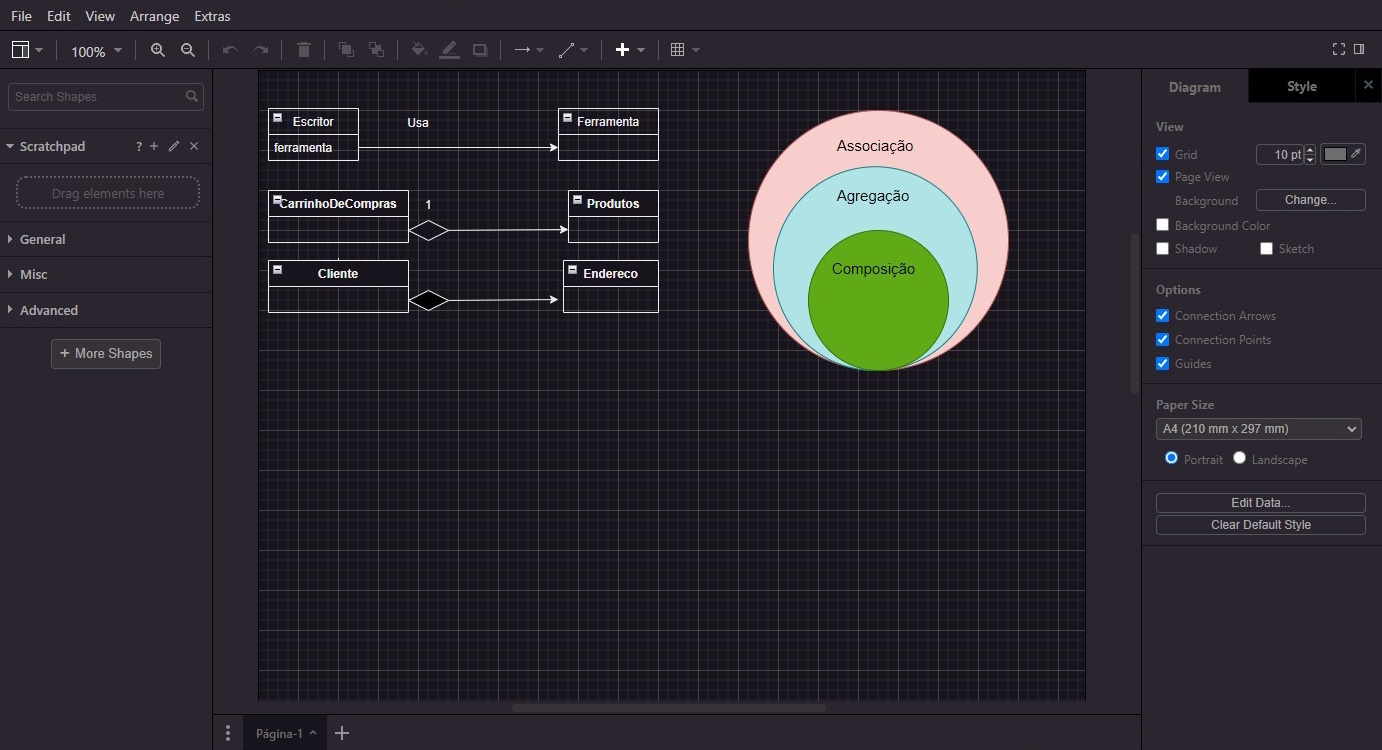 File Edit View Arrange Extras
100%
Search Shapes
Scratchpad ?
Drag elements here
General
Misc
Advanced
+ More Shapes
Escritor
ferramenta
Usa
Ferramenta
CarrinhoDeCompras
1
Produtos
Cliente
Endereco
Associação
Agregação
Composição
Diagram Style
View
Grid 10 pt
Page View
Background Change...
Background Color
Shadow Sketch
Options
Connection Arrows
Connection Points
Guides
Paper Size
A4 (210 mm x 297 mm)
Portrait Landscape
Edit Data...
Clear Default Style
Página-1